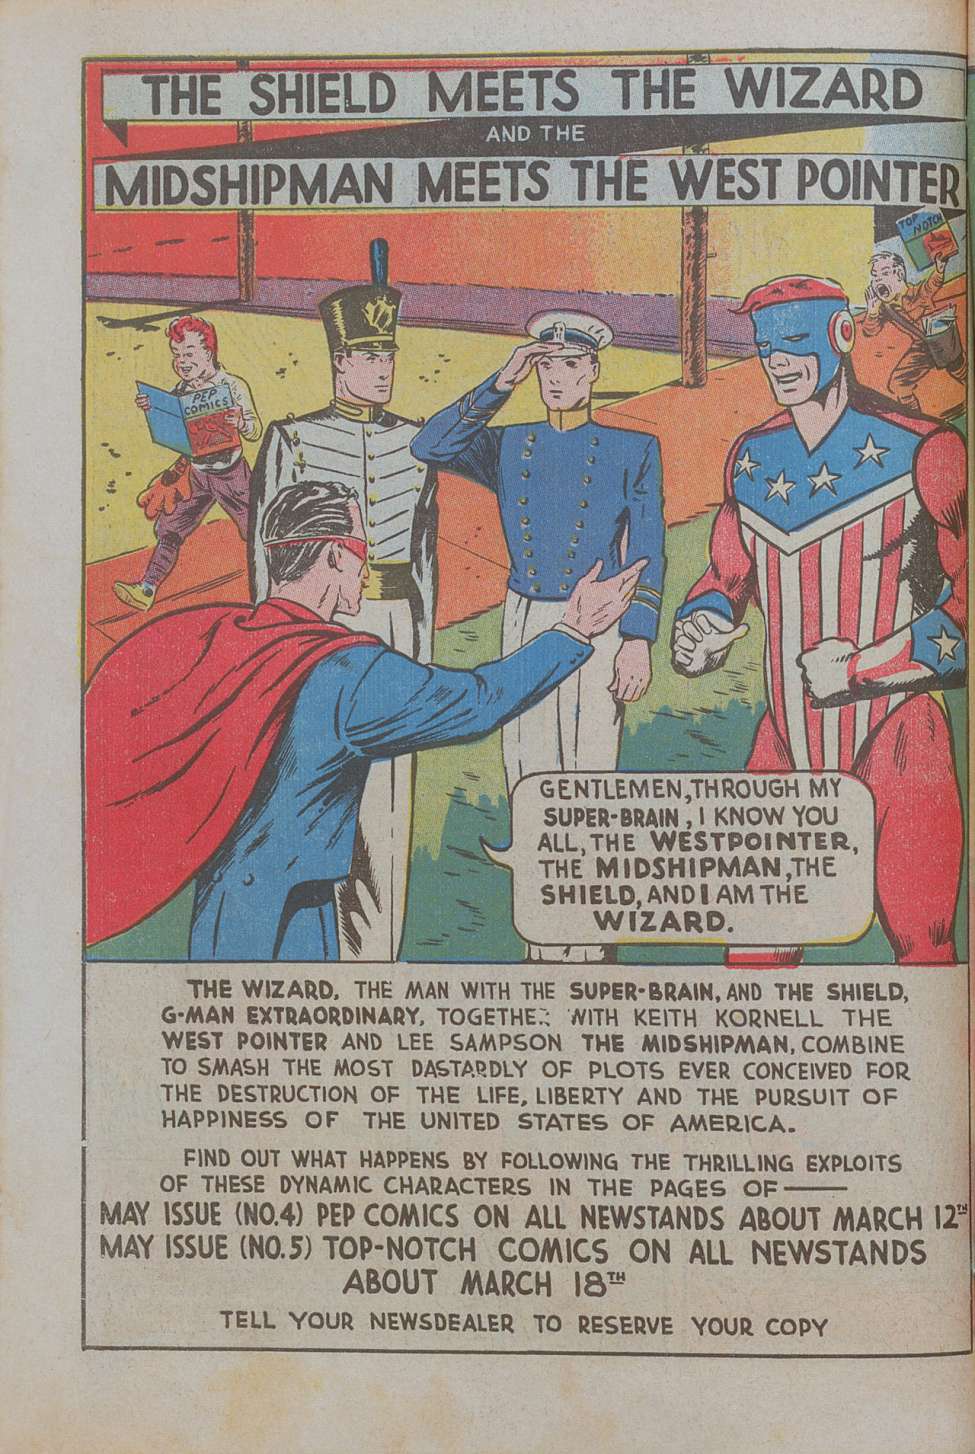 THE SHIELD MEETS THE WIZARD
AND THE
MIDSHIPMAN MEETS THE WEST POINTER
TOP
NOTCH
PEP
COMICS
GENTLEMEN, THROUGH MY
SUPER-BRAIN, I KNOW YOU
ALL, THE WESTPOINTER,
THE MIDSHIPMAN, THE
SHIELD, AND I AM THE
WIZARD.
THE WIZARD, THE MAN WITH THE SUPER-BRAIN, AND THE SHIELD,
G-MAN EXTRAORDINARY, TOGETHER WITH KEITH KORNELL THE
WEST POINTER AND LEE SAMPSON THE MIDSHIPMAN, COMBINE
TO SMASH THE MOST DASTARDLY OF PLOTS EVER CONCEIVED FOR
THE DESTRUCTION OF THE LIFE, LIBERTY AND THE PURSUIT OF
HAPPINESS OF THE UNITED STATES OF AMERICA.
FIND OUT WHAT HAPPENS BY FOLLOWING THE THRILLING EXPLOITS
OF THESE DYNAMIC CHARACTERS IN THE PAGES OF—
MAY ISSUE (NO.4) PEP COMICS ON ALL NEWSTANDS ABOUT MARCH 12TH
MAY ISSUE (NO.5) TOP-NOTCH COMICS ON ALL NEWSTANDS
ABOUT MARCH 18TH
TELL YOUR NEWSDEALER TO RESERVE YOUR COPY